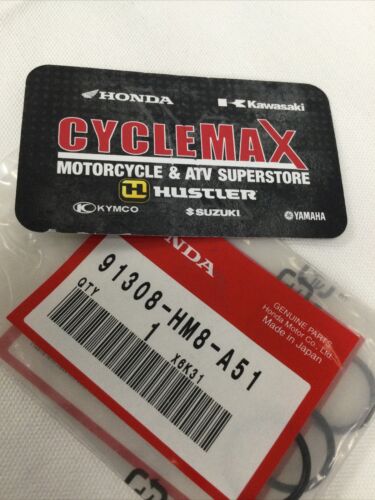 HONDA Kawasaki
CYCLEMAX
MOTORCYCLE & ATV SUPERSTORE
H HUSTLER
KYMCO SUZUKI YAMAHA
HONDA
91308-HM8-A51
QTY 1
X6K31
GENUINE PARTS
Honda Motor Co., Ltd.
Made in Japan